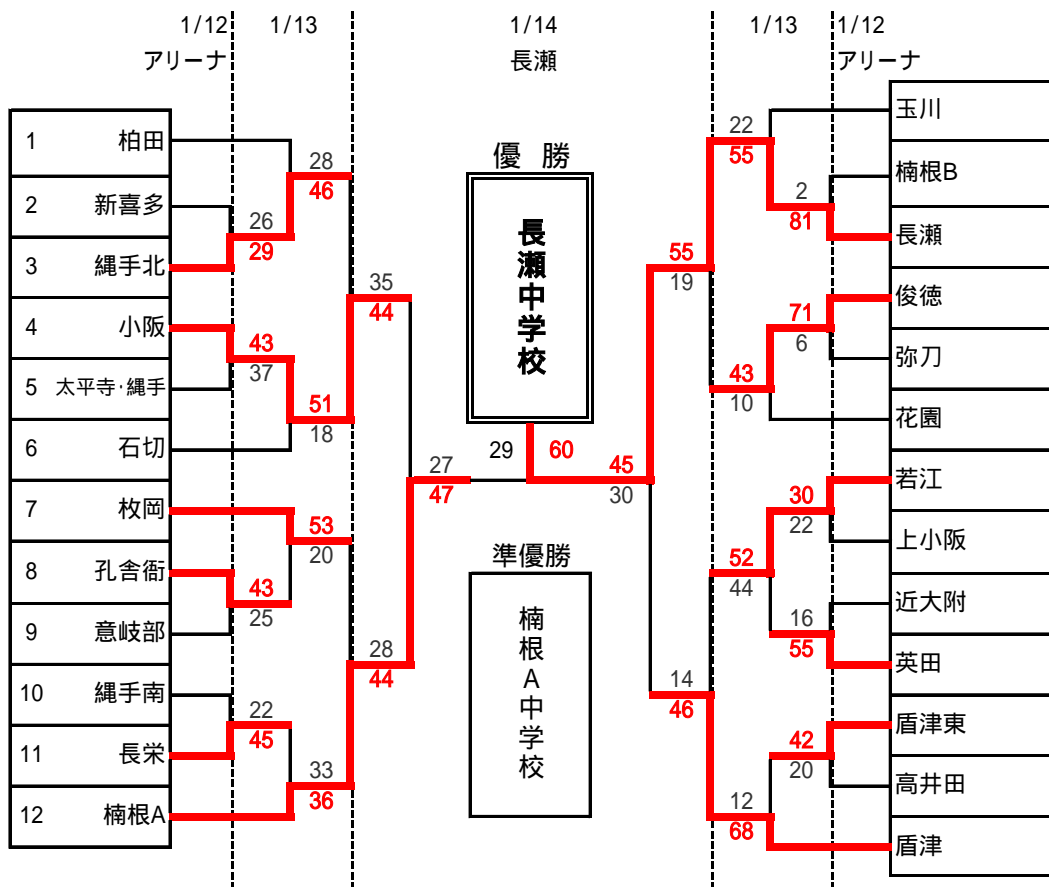 1/12 1/13 1/14 1/13 1/12
アリーナ 長瀬 アリーナ
1 柏田
2 新喜多
3 縄手北
4 小阪
5 太平寺・縄手
6 石切
7 枚岡
8 孔舎衙
9 意岐部
10 縄手南
11 長栄
12 楠根A
28
46
26
29
43
37
51
18
53
20
43
25
22
45
33
36
35
44
28
44
27
47
優勝
長瀬中学校
29 60
準優勝
楠根A中学校
45
30
55
19
14
46
22
55
2
81
71
6
43
10
30
22
52
44
16
55
42
20
12
68
玉川
楠根B
長瀬
俊徳
弥刀
花園
若江
上小阪
近大附
英田
盾津東
高井田
盾津